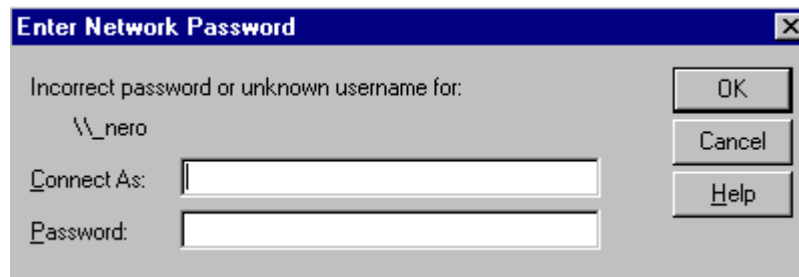 Enter Network Password
Incorrect password or unknown username for:
\\_nero
Connect As:
Password:
OK
Cancel
Help